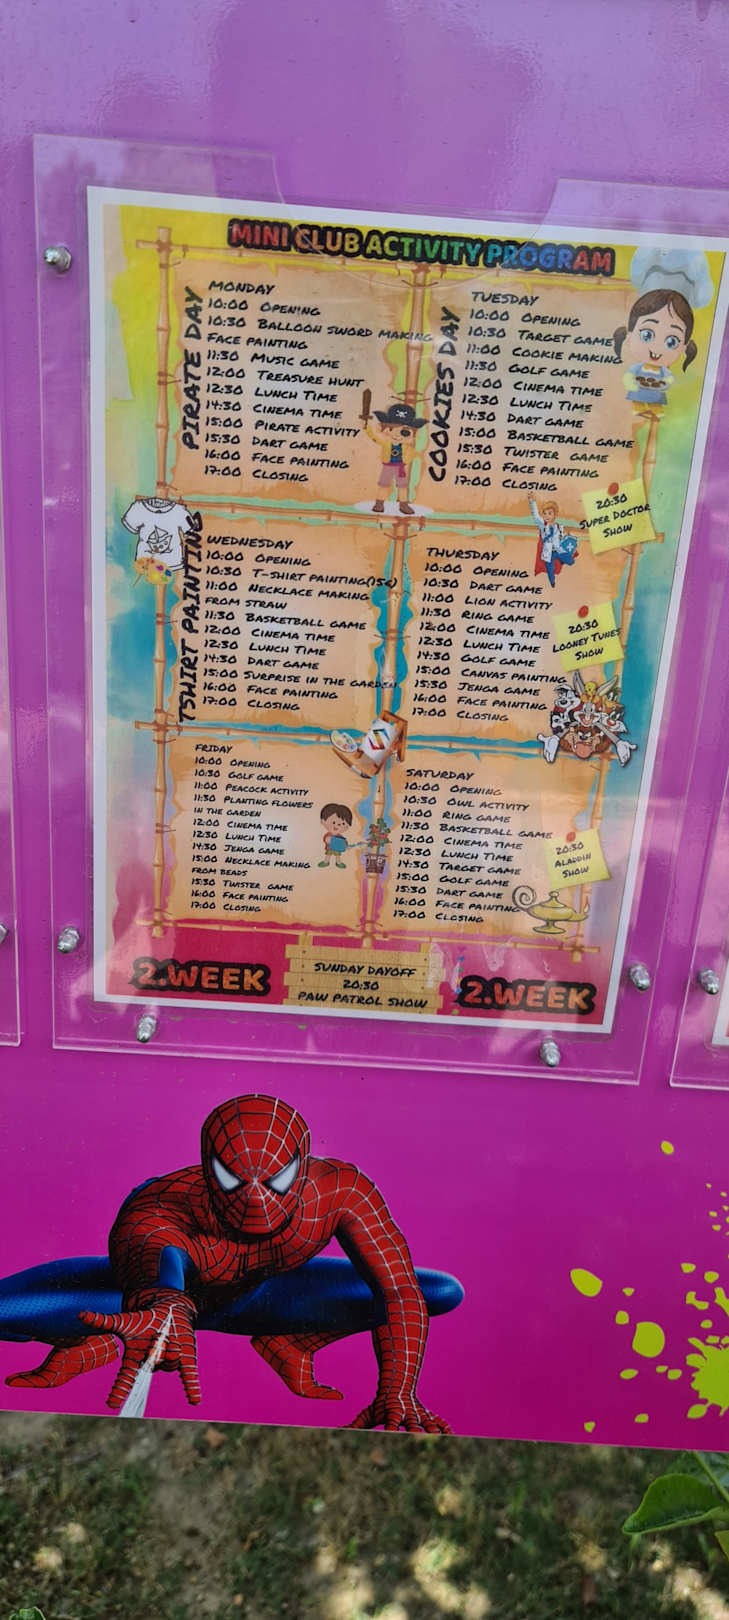 MINI CLUB ACTIVITY PROGRAM
PIRATE DAY
MONDAY
10:00 OPENING
10:30 BALLOON SWORD MAKING
FACE PAINTING
11:30 MUSIC GAME
12:00 TREASURE HUNT
12:30 LUNCH TIME
14:30 CINEMA TIME
15:00 PIRATE ACTIVITY
15:30 DART GAME
16:00 FACE PAINTING
17:00 CLOSING
COOKIES DAY
TUESDAY
10:00 OPENING
10:30 TARGET GAME
11:00 COOKIE MAKING
11:30 GOLF GAME
12:00 CINEMA TIME
12:30 LUNCH TIME
14:30 DART GAME
15:00 BASKETBALL GAME
15:30 TWISTER GAME
16:00 FACE PAINTING
17:00 CLOSING
20:30
SUPER DOCTOR
SHOW
TSHIRT PAINTING
WEDNESDAY
10:00 OPENING
10:30 T-SHIRT PAINTING(15€)
11:00 NECKLACE MAKING
FROM STRAW
11:30 BASKETBALL GAME
12:00 CINEMA TIME
12:30 LUNCH TIME
14:30 DART GAME
15:00 SURPRISE IN THE GARDEN
16:00 FACE PAINTING
17:00 CLOSING
THURSDAY
10:00 OPENING
10:30 DART GAME
11:00 LION ACTIVITY
11:30 RING GAME
12:00 CINEMA TIME
12:30 LUNCH TIME
14:30 GOLF GAME
15:00 CANVAS PAINTING
15:30 JENGA GAME
16:00 FACE PAINTING
17:00 CLOSING
20:30
LOONEY TUNES
SHOW
FRIDAY
10:00 OPENING
10:30 GOLF GAME
11:00 PEACOCK ACTIVITY
11:30 PLANTING FLOWERS
IN THE GARDEN
12:00 CINEMA TIME
12:30 LUNCH TIME
14:30 JENGA GAME
15:00 NECKLACE MAKING
FROM BEADS
15:30 TWISTER GAME
16:00 FACE PAINTING
17:00 CLOSING
SATURDAY
10:00 OPENING
10:30 OWL ACTIVITY
11:00 RING GAME
11:30 BASKETBALL GAME
12:00 CINEMA TIME
12:30 LUNCH TIME
14:30 TARGET GAME
15:00 GOLF GAME
15:30 DART GAME
16:00 FACE PAINTING
17:00 CLOSING
20:30
ALADDIN
SHOW
2.WEEK
SUNDAY DAYOFF
20:30
PAW PATROL SHOW
2.WEEK